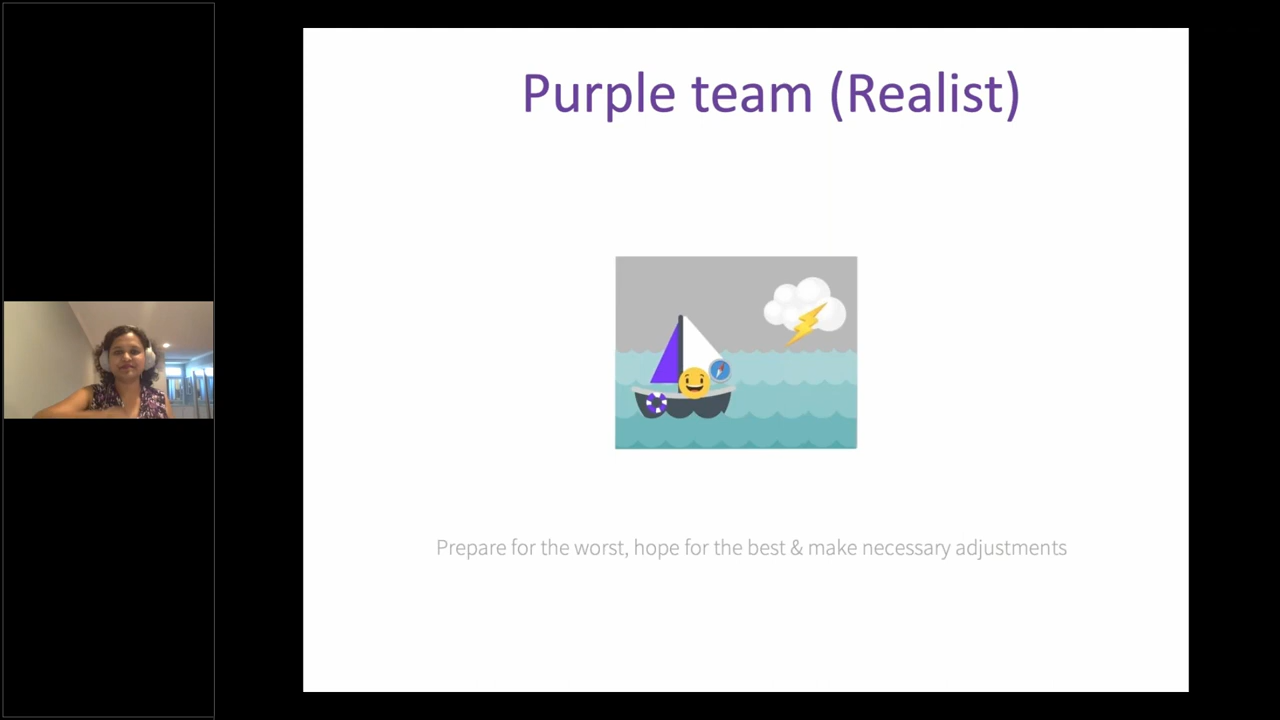 Purple team (Realist)
Prepare for the worst, hope for the best & make necessary adjustments